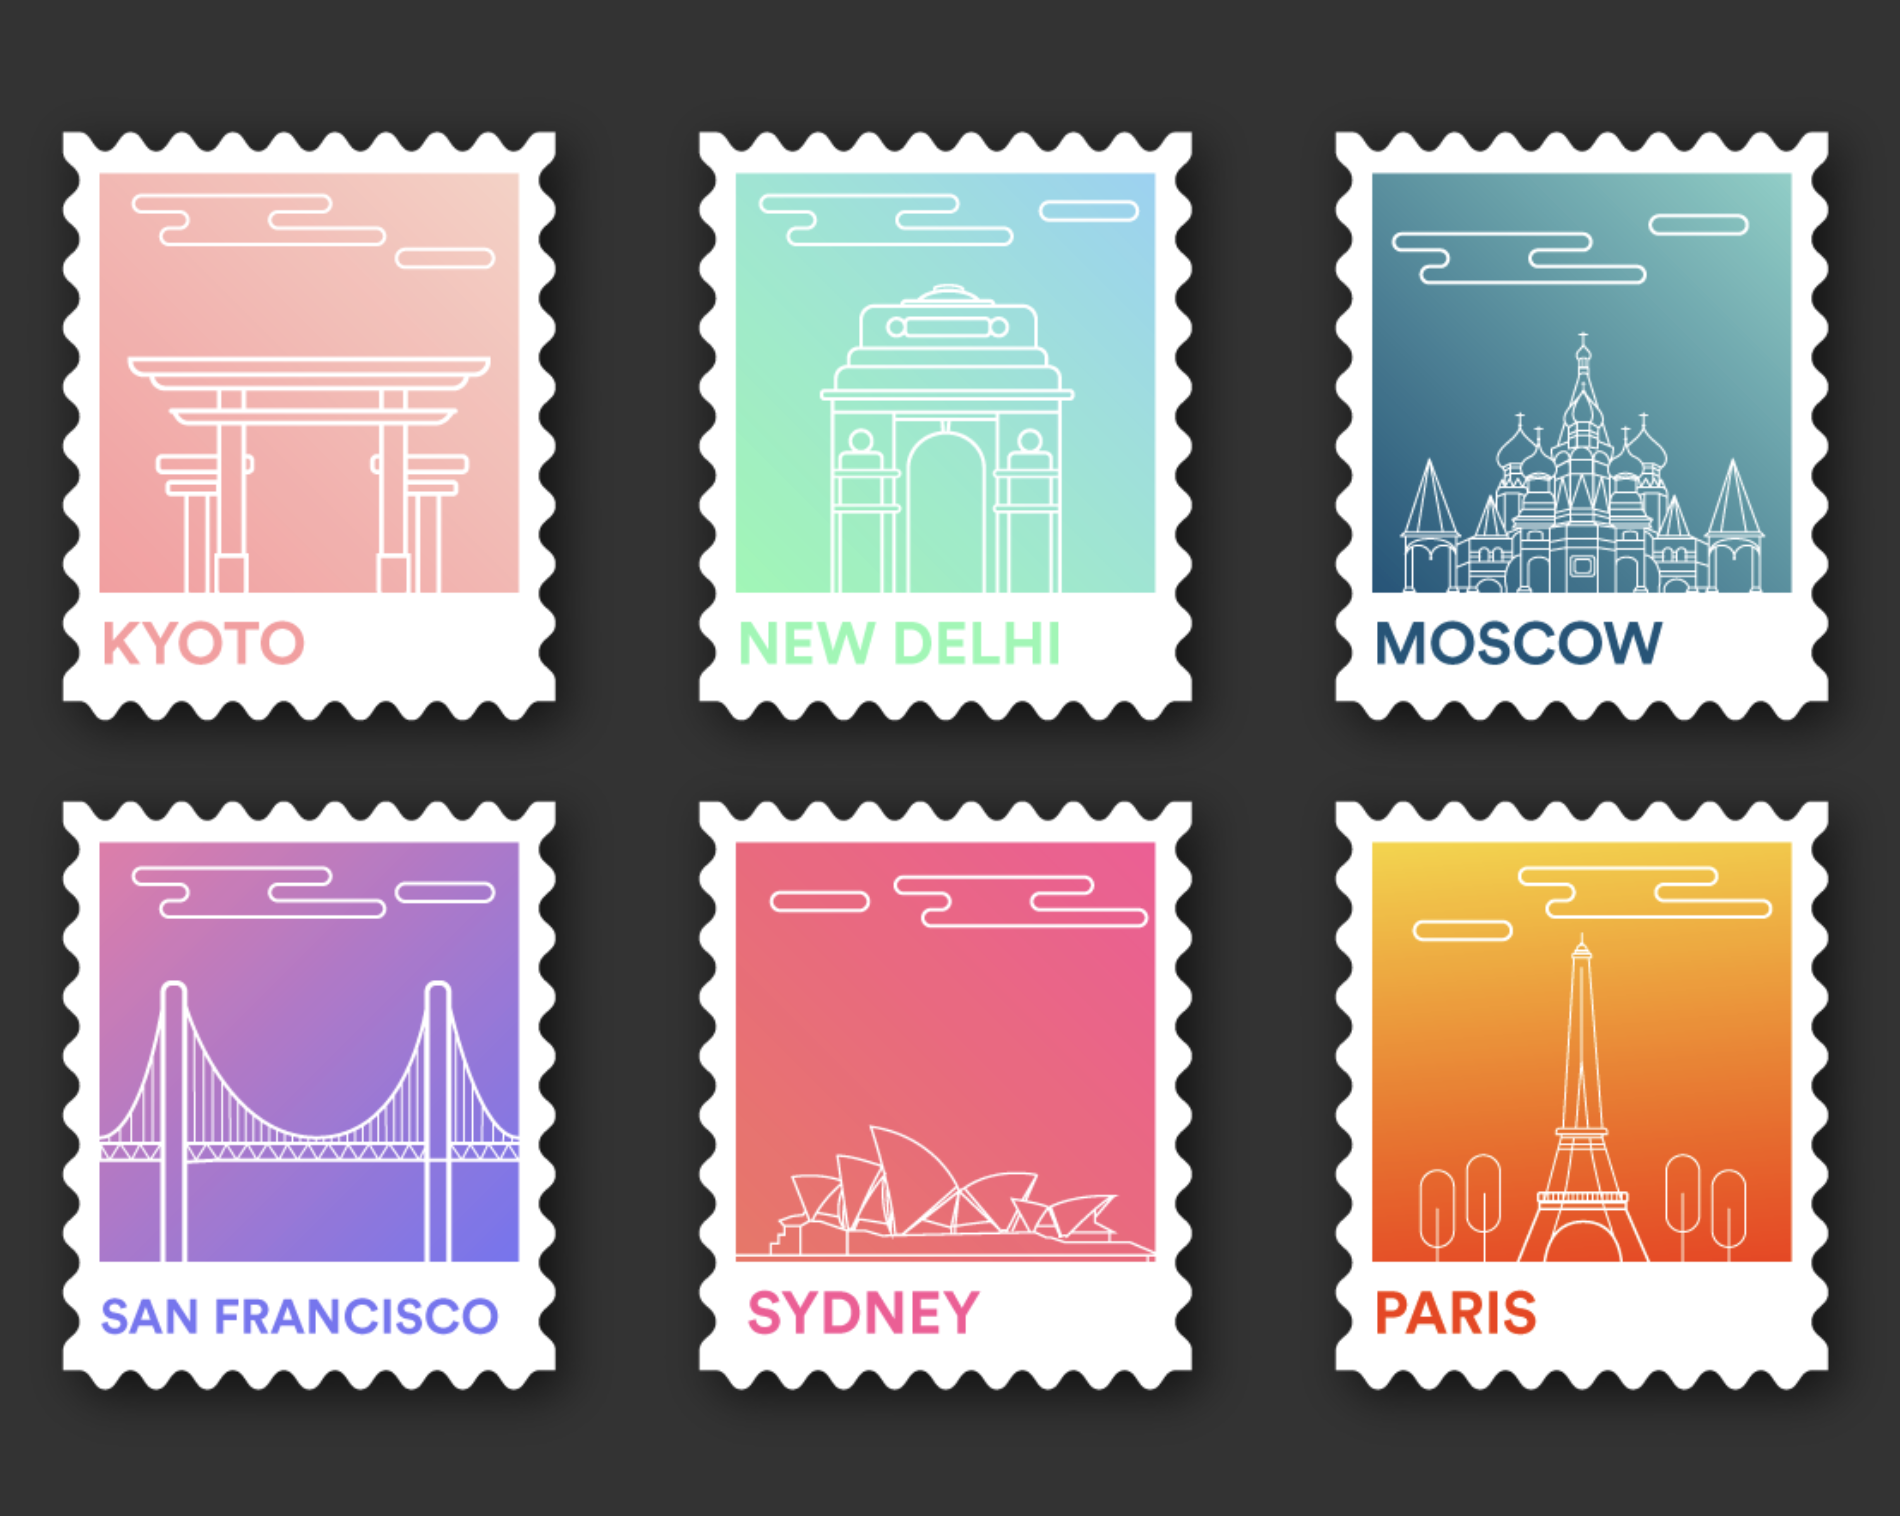 KYOTO
NEW DELHI
MOSCOW
SAN FRANCISCO
SYDNEY
PARIS